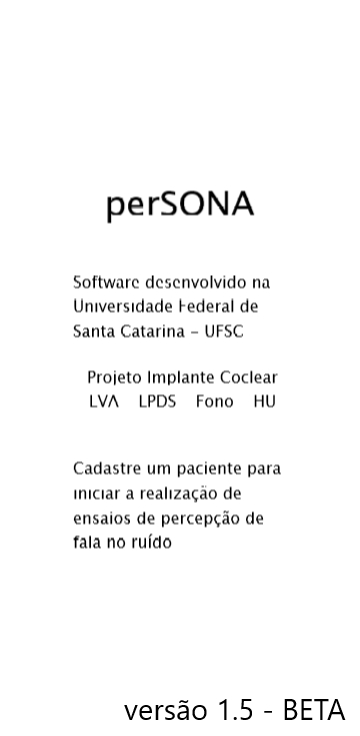 perSONA
Software desenvolvido na
Universidade Federal de
Santa Catarina - UFSC
Projeto Implante Coclear
LVA LPDS Fono HU
Cadastre um paciente para
iniciar a realização de
ensaios de percepção de
fala no ruído
versão 1.5 - BETA